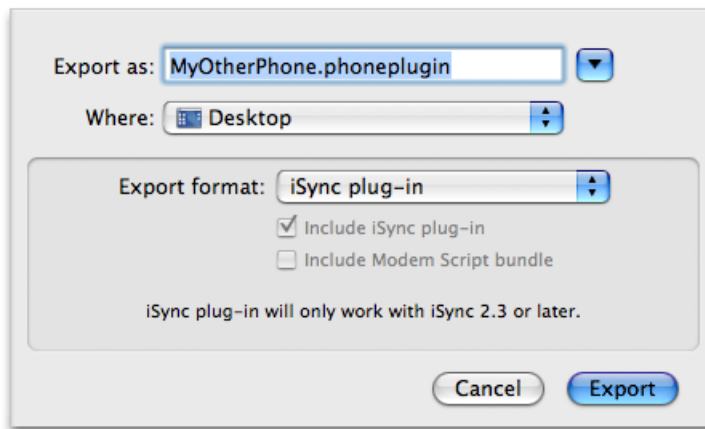 Export as: MyOtherPhone.phoneplugin
Where: Desktop
Export format: iSync plug-in
Include iSync plug-in
Include Modem Script bundle
iSync plug-in will only work with iSync 2.3 or later.
Cancel Export